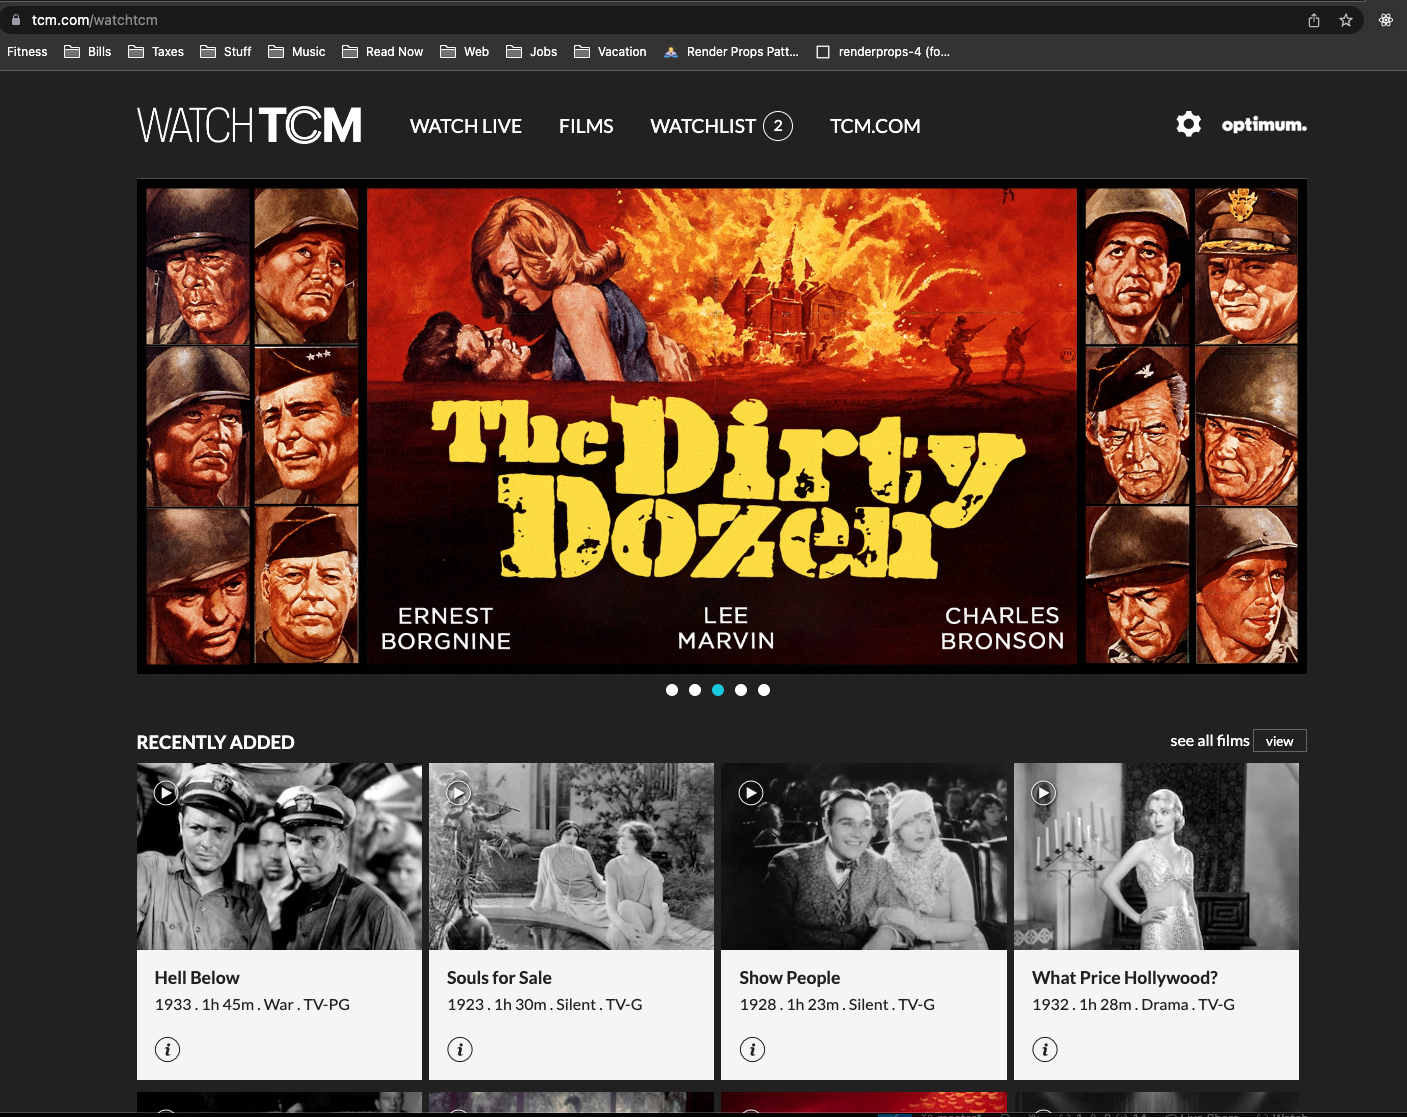 tcm.com/watchtcm
Fitness Bills Taxes Stuff Music Read Now Web Jobs Vacation Render Props Patt... renderprops-4 (fo...
WATCH TCM WATCH LIVE FILMS WATCHLIST 2 TCM.COM optimum.
The Dirty
Dozen
ERNEST
BORGNINE
LEE
MARVIN
CHARLES
BRONSON
RECENTLY ADDED see all films view
Hell Below
1933 . 1h 45m . War . TV-PG
i
Souls for Sale
1923 . 1h 30m . Silent . TV-G
i
Show People
1928 . 1h 23m . Silent . TV-G
i
What Price Hollywood?
1932 . 1h 28m . Drama . TV-G
i